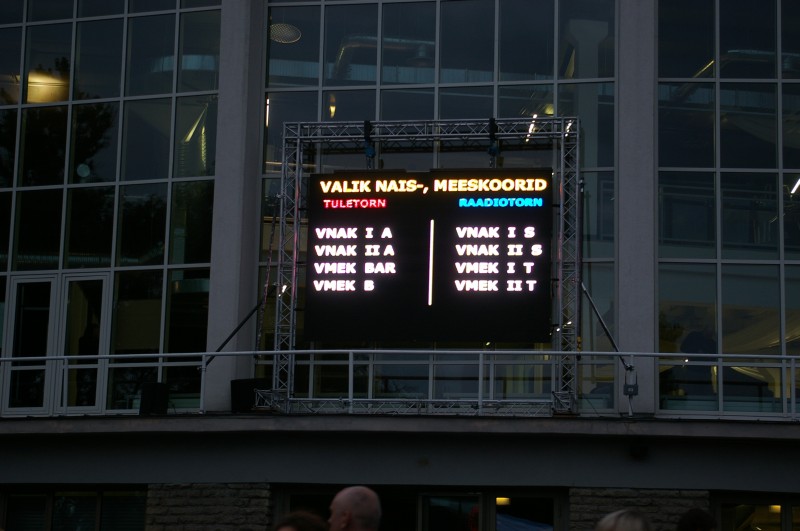 VALIK NAIS-, MEESKOORID
TULETORN RAADIOTORN
VNAK I A VNAK I S
VNAK II A VNAK II S
VMEK BAR VMEK I T
VMEK B VMEK II T